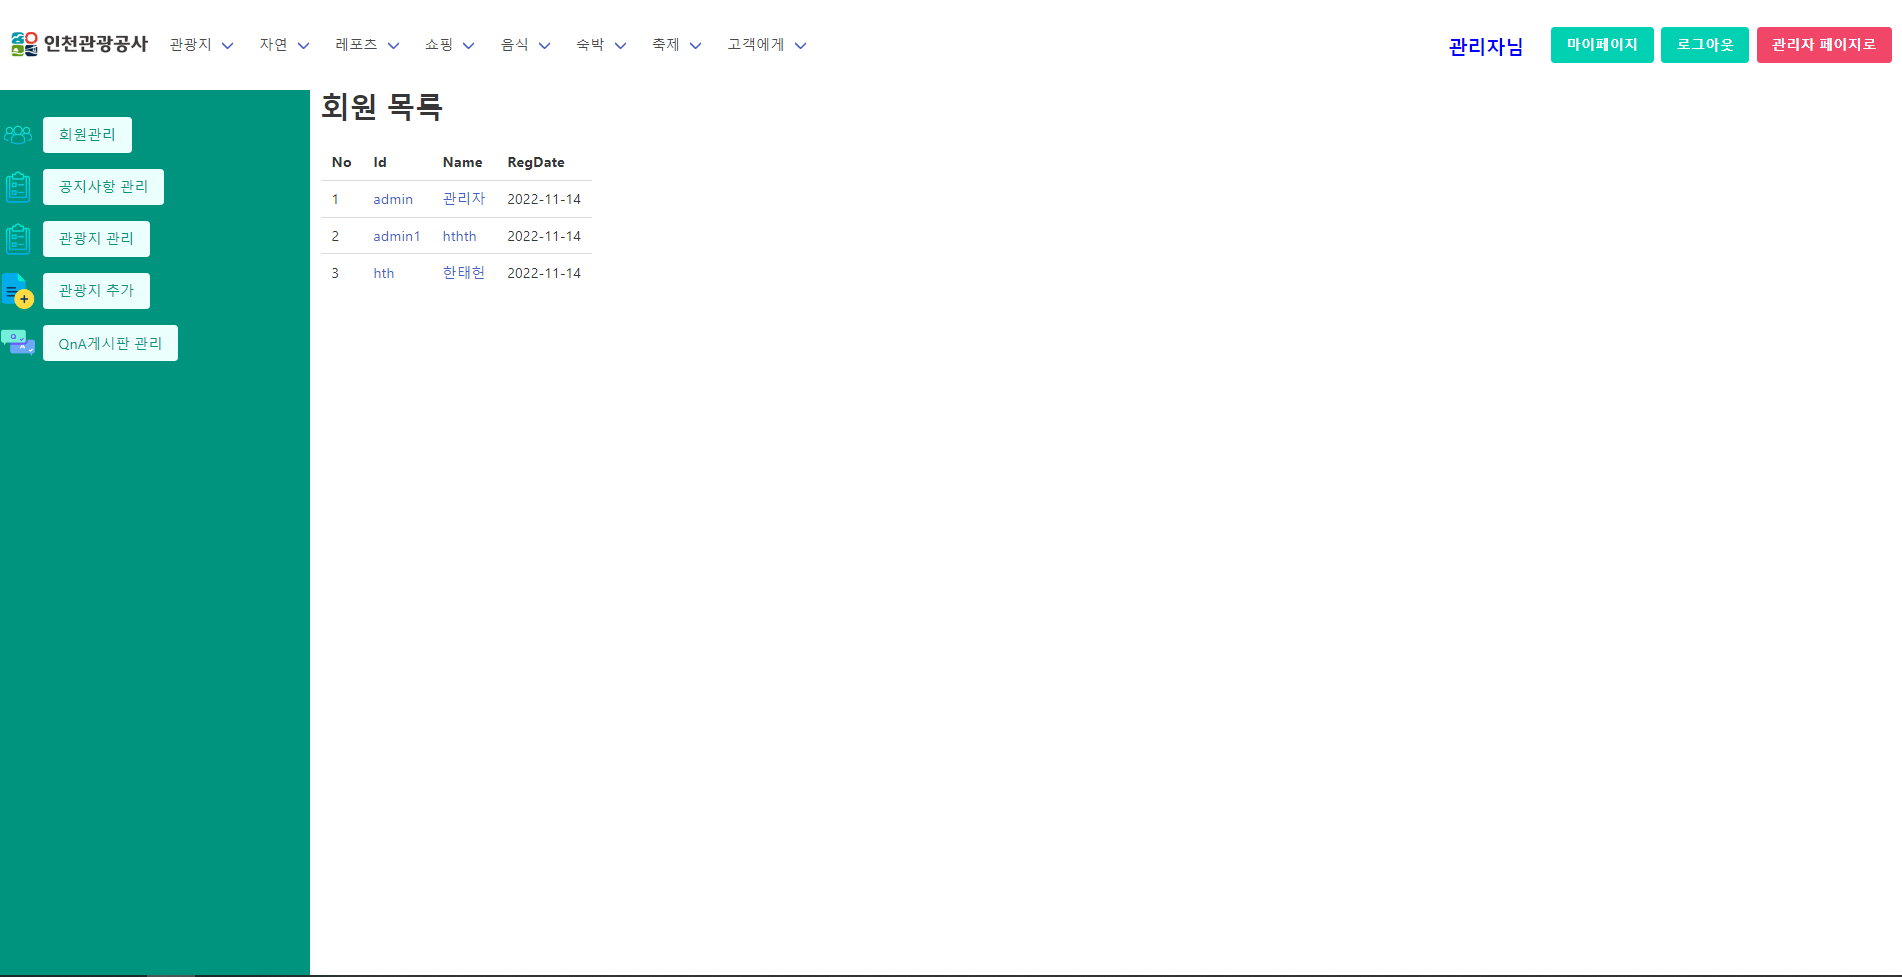 인천관광공사 관광지 자연 레포츠 쇼핑 음식 숙박 축제 고객에게 관리자님 마이페이지 로그아웃 관리자 페이지로
회원관리
공지사항 관리
관광지 관리
관광지 추가
QnA게시판 관리
회원 목록
No Id Name RegDate
1 admin 관리자 2022-11-14
2 admin1 hthth 2022-11-14
3 hth 한태헌 2022-11-14